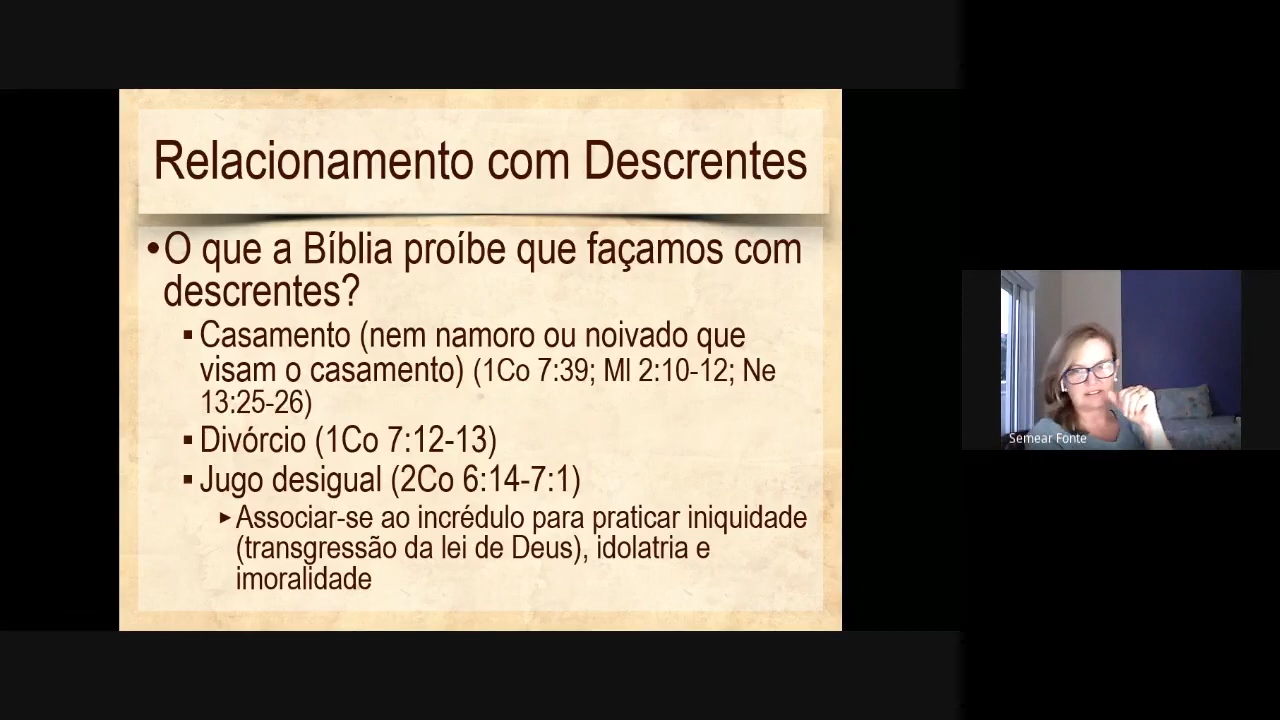 Relacionamento com Descrentes
•O que a Bíblia proíbe que façamos com
descrentes?
▪ Casamento (nem namoro ou noivado que
visam o casamento) (1Co 7:39; Ml 2:10-12; Ne
13:25-26)
▪ Divórcio (1Co 7:12-13)
▪ Jugo desigual (2Co 6:14-7:1)
▸Associar-se ao incrédulo para praticar iniquidade
(transgressão da lei de Deus), idolatria e
imoralidade
Semear Fonte